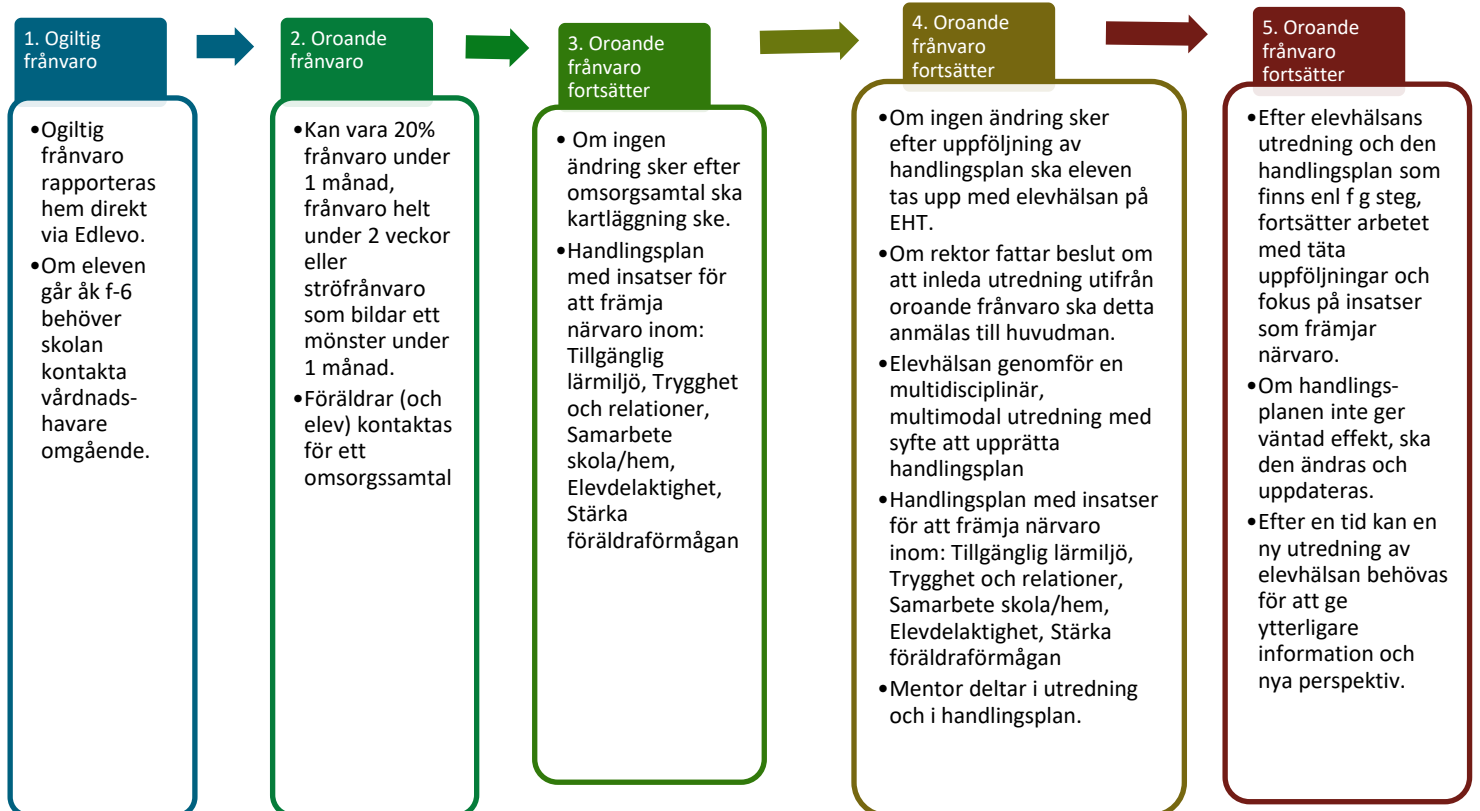 1. Ogiltig
frånvaro
•Ogiltig
frånvaro
rapporteras
hem direkt
via Edlevo.
•Om eleven
går åk f-6
behöver
skolan
kontakta
vårdnads-
havare
omgående.
2. Oroande
frånvaro
•Kan vara 20%
frånvaro under
1 månad,
frånvaro helt
under 2 veckor
eller
ströfrånvaro
som bildar ett
mönster under
1 månad.
•Föräldrar (och
elev) kontaktas
för ett
omsorgssamtal
3. Oroande
frånvaro
fortsätter
• Om ingen
ändring sker efter
omsorgsamtal ska
kartläggning ske.
•Handlingsplan
med insatser för
att främja
närvaro inom:
Tillgänglig
lärmiljö, Trygghet
och relationer,
Samarbete
skola/hem,
Elevdelaktighet,
Stärka
föräldraförmågan
4. Oroande
frånvaro
fortsätter
•Om ingen ändring sker
efter uppföljning av
handlingsplan ska eleven
tas upp med elevhälsan på
EHT.
•Om rektor fattar beslut om
att inleda utredning utifrån
oroande frånvaro ska detta
anmälas till huvudman.
•Elevhälsan genomför en
multidisciplinär,
multimodal utredning med
syfte att upprätta
handlingsplan
•Handlingsplan med insatser
för att främja närvaro
inom: Tillgänglig lärmiljö,
Trygghet och relationer,
Samarbete skola/hem,
Elevdelaktighet, Stärka
föräldraförmågan
•Mentor deltar i utredning
och i handlingsplan.
5. Oroande
frånvaro
fortsätter
•Efter elevhälsans
utredning och den
handlingsplan som
finns enl f g steg,
fortsätter arbetet
med täta
uppföljningar och
fokus på insatser
som främjar
närvaro.
•Om handlings-
planen inte ger
väntad effekt, ska
den ändras och
uppdateras.
•Efter en tid kan en
ny utredning av
elevhälsan behövas
för att ge
ytterligare
information och
nya perspektiv.